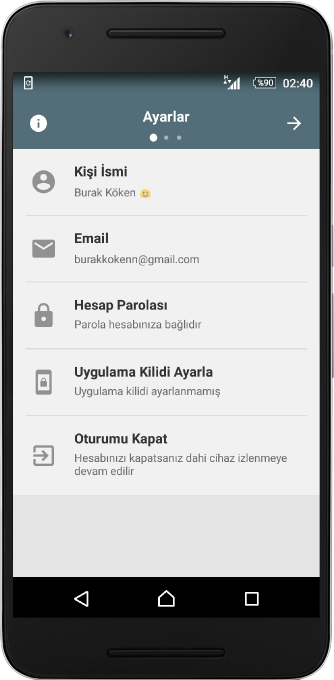 %90 02:40
Ayarlar
Kişi İsmi
Burak Köken 🙂
Email
burakkokenn@gmail.com
Hesap Parolası
Parola hesabınıza bağlıdır
Uygulama Kilidi Ayarla
Uygulama kilidi ayarlanmamış
Oturumu Kapat
Hesabınızı kapatsanız dahi cihaz izlenmeye
devam edilir